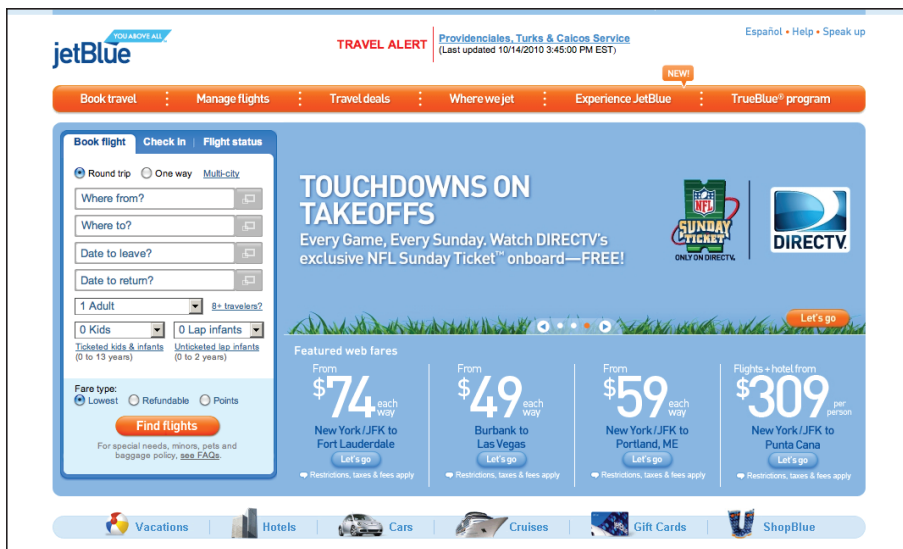 YOU ABOVE ALL™
jetBlue
TRAVEL ALERT
Providenciales, Turks & Caicos Service
(Last updated 10/14/2010 3:45:00 PM EST)
Español • Help • Speak up
NEW!
Book travel
Manage flights
Travel deals
Where we jet
Experience JetBlue
TrueBlue® program
Book flight
Check In
Flight status
Round trip
One way
Multi-city
Where from?
Where to?
Date to leave?
Date to return?
1 Adult
8+ travelers?
0 Kids
0 Lap infants
Ticketed kids & infants
(0 to 13 years)
Unticketed lap infants
(0 to 2 years)
Fare type:
Lowest
Refundable
Points
Find flights
For special needs, minors, pets and
baggage policy, see FAQs.
TOUCHDOWNS ON
TAKEOFFS
Every Game, Every Sunday. Watch DIRECTV's
exclusive NFL Sunday Ticket™ onboard—FREE!
NFL
SUNDAY
TICKET
ONLY ON DIRECTV.
DIRECTV.
Let's go
Featured web fares
From
$74 each way
New York/JFK to
Fort Lauderdale
Let's go
Restrictions, taxes & fees apply
From
$49 each way
Burbank to
Las Vegas
Let's go
Restrictions, taxes & fees apply
From
$59 each way
New York/JFK to
Portland, ME
Let's go
Restrictions, taxes & fees apply
Flights + hotel from
$309 per person
New York/JFK to
Punta Cana
Let's go
Restrictions, taxes & fees apply
Vacations
Hotels
Cars
Cruises
Gift Cards
ShopBlue